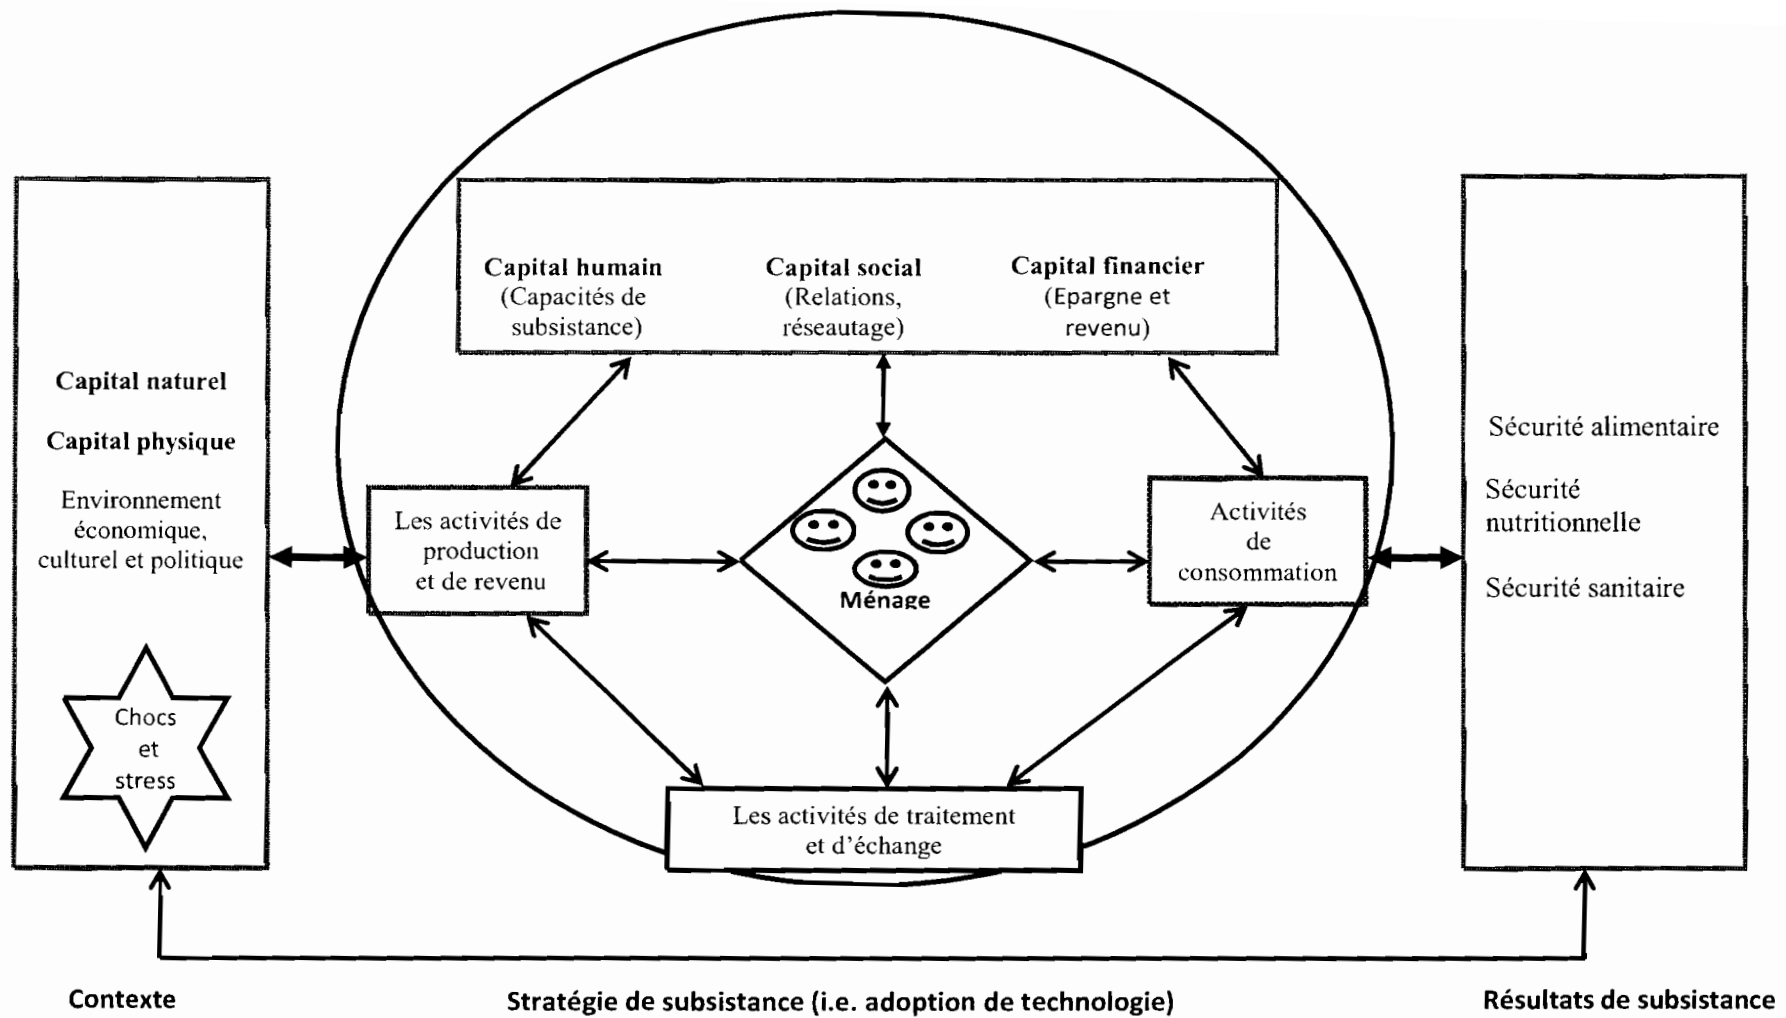 Capital humain
(Capacités de
subsistance)
Capital social
(Relations,
réseautage)
Capital financier
(Epargne et
revenu)
Capital naturel
Capital physique
Environnement
économique,
culturel et politique
Chocs
et
stress
Les activités de
production
et de revenu
Ménage
Activités
de
consommation
Les activités de traitement
et d'échange
Sécurité alimentaire
Sécurité
nutritionnelle
Sécurité sanitaire
Contexte
Stratégie de subsistance (i.e. adoption de technologie)
Résultats de subsistance